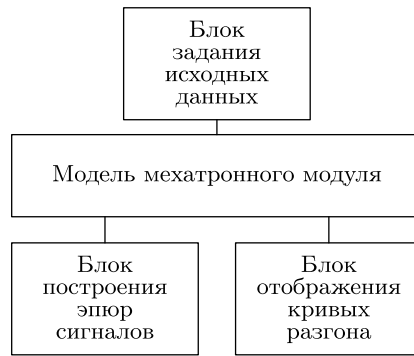 Блок
задания
исходных
данных
Модель мехатронного модуля
Блок
построения
эпюр
сигналов
Блок
отображения
кривых
разгона